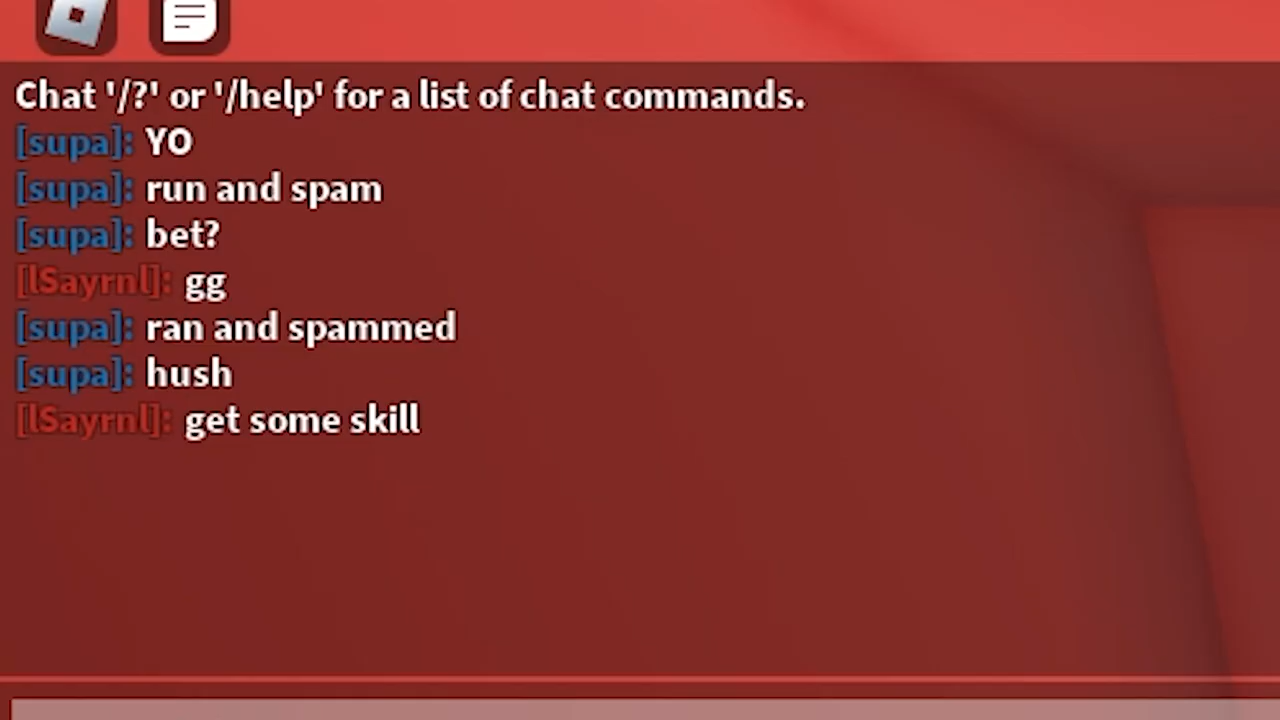 Chat '/?' or '/help' for a list of chat commands.
[supa]: YO
[supa]: run and spam
[supa]: bet?
[lSayrnl]: gg
[supa]: ran and spammed
[supa]: hush
[lSayrnl]: get some skill